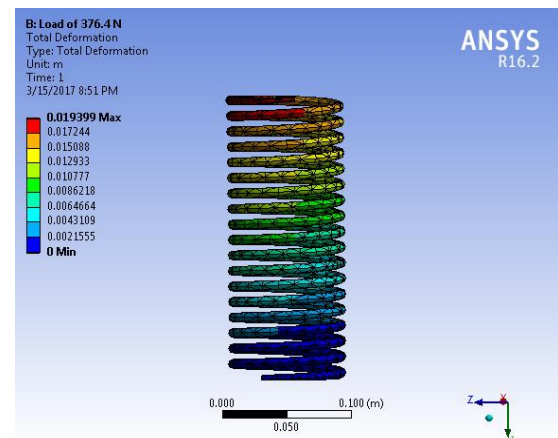 B: Load of 376.4 N
Total Deformation
Type: Total Deformation
Unit: m
Time: 1
3/15/2017 8:51 PM
ANSYS
R16.2
0.019399 Max
0.017244
0.015088
0.012933
0.010777
0.0086218
0.0064664
0.0043109
0.0021555
0 Min
0.000
0.100 (m)
0.050
Z
X